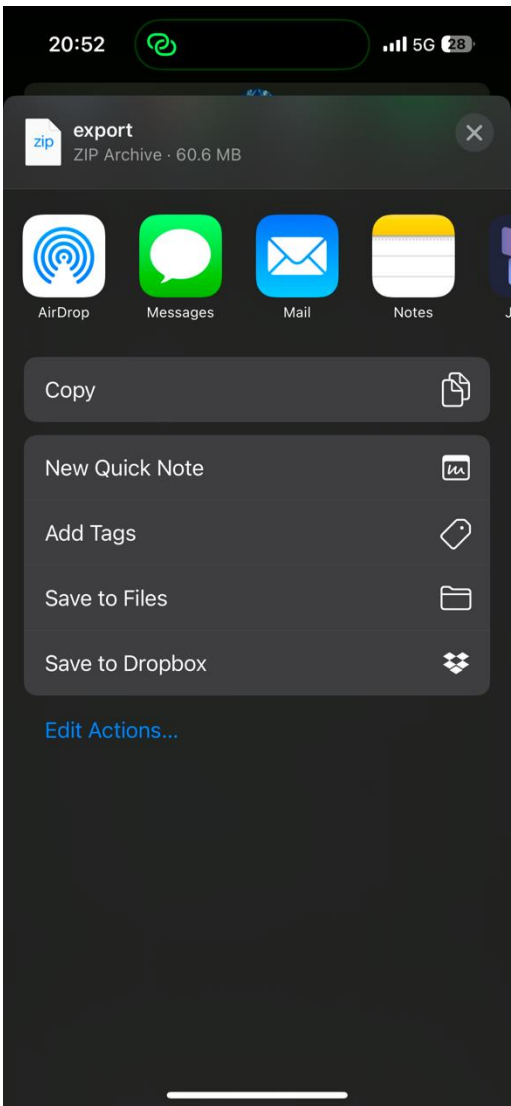 20:52
5G 28
zip
export
ZIP Archive · 60.6 MB
AirDrop
Messages
Mail
Notes
J
Copy
New Quick Note
Add Tags
Save to Files
Save to Dropbox
Edit Actions...